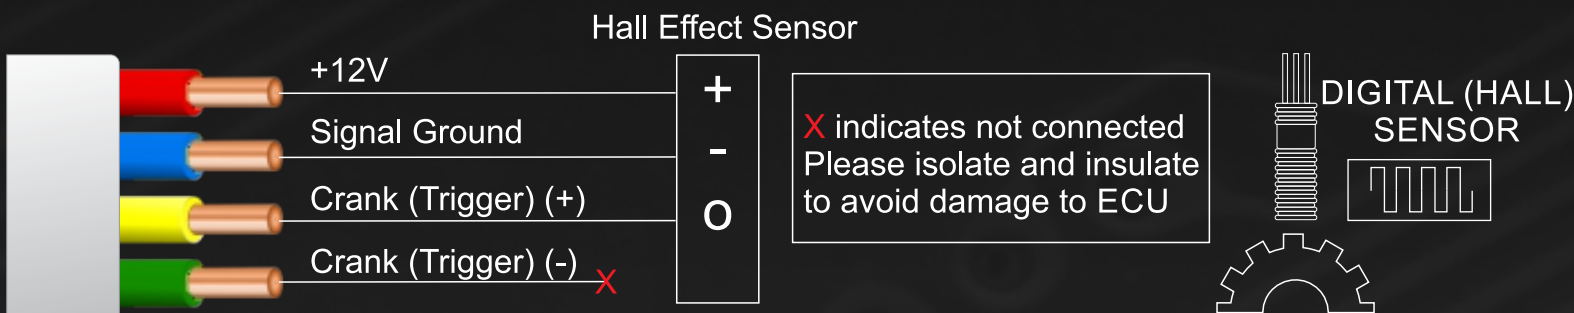 Hall Effect Sensor
+12V
+
Signal Ground
-
Crank (Trigger) (+)
O
Crank (Trigger) (-)
X
X indicates not connected
Please isolate and insulate
to avoid damage to ECU
DIGITAL (HALL)
SENSOR